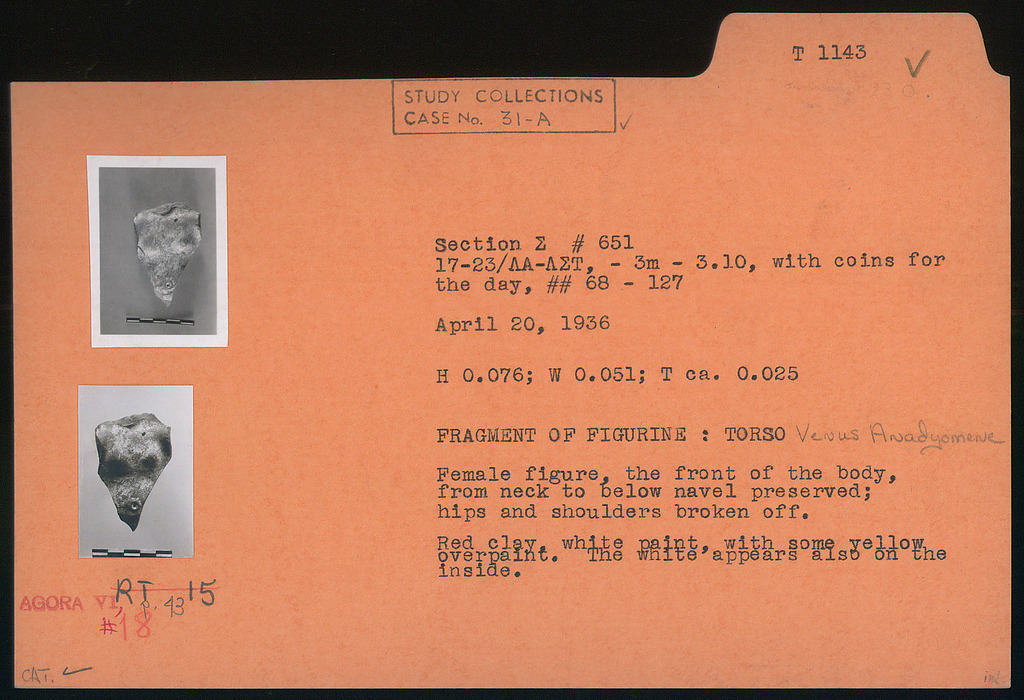 T 1143 ✓
STUDY COLLECTIONS
CASE No. 31-A ✓
Section Σ # 651
17-23/ΛΑ-ΛΣΤ, - 3m - 3.10, with coins for
the day, ## 68 - 127
April 20, 1936
H 0.076; W 0.051; T ca. 0.025
FRAGMENT OF FIGURINE : TORSO Venus Anadyomene
Female figure, the front of the body,
from neck to below navel preserved;
hips and shoulders broken off.
Red clay, white paint, with some yellow
overpaint. The white appears also on the
inside.
RT 15
AGORA VI, p. 43
#18
CAT. ✓